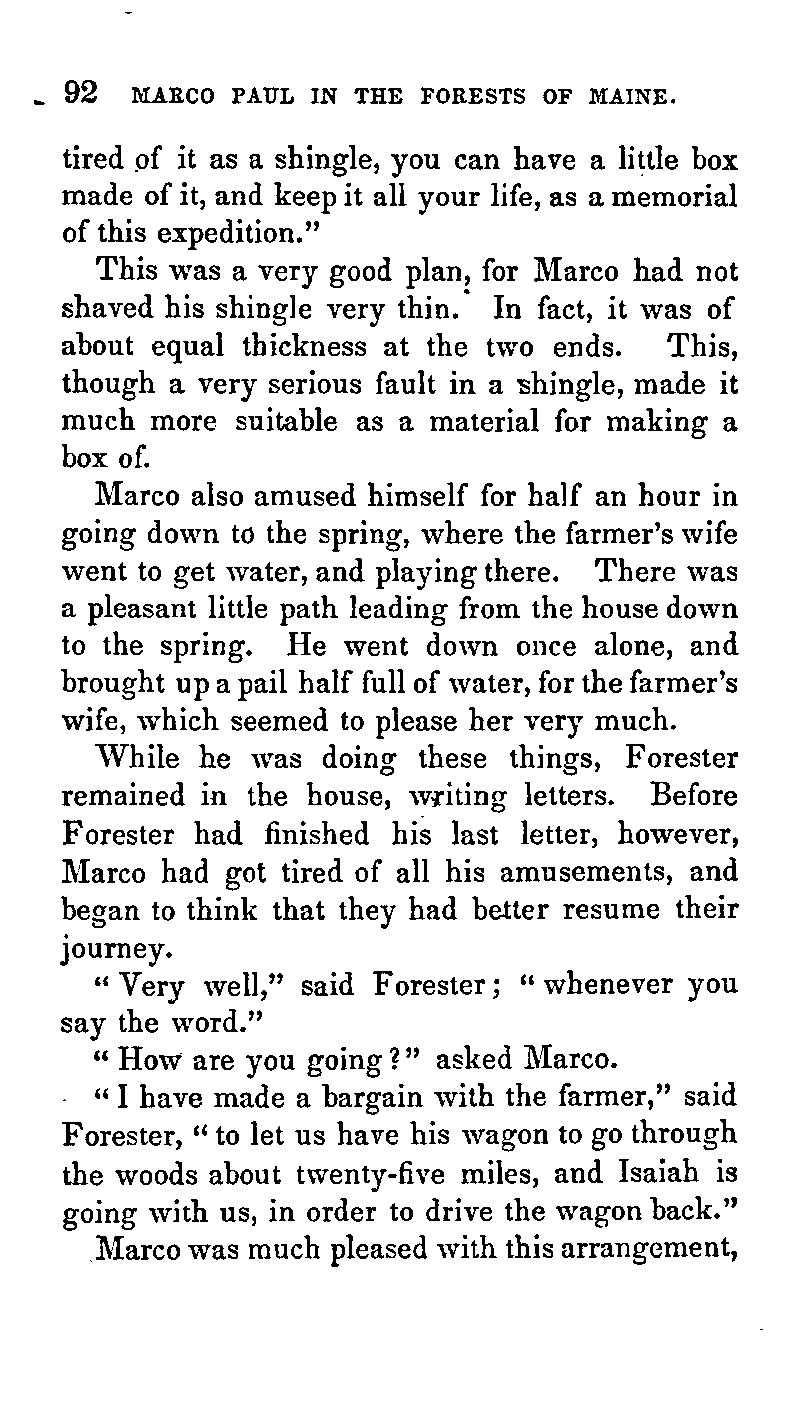 92 MARCO PAUL IN THE FORESTS OF MAINE.
tired of it as a shingle, you can have a little box
made of it, and keep it all your life, as a memorial
of this expedition.”
This was a very good plan, for Marco had not
shaved his shingle very thin. In fact, it was of
about equal thickness at the two ends. This,
though a very serious fault in a shingle, made it
much more suitable as a material for making a
box of.
Marco also amused himself for half an hour in
going down to the spring, where the farmer’s wife
went to get water, and playing there. There was
a pleasant little path leading from the house down
to the spring. He went down once alone, and
brought up a pail half full of water, for the farmer’s
wife, which seemed to please her very much.
While he was doing these things, Forester
remained in the house, writing letters. Before
Forester had finished his last letter, however,
Marco had got tired of all his amusements, and
began to think that they had better resume their
journey.
“ Very well,” said Forester ; “ whenever you
say the word.”
“ How are you going ? ” asked Marco.
“ I have made a bargain with the farmer,” said
Forester, “ to let us have his wagon to go through
the woods about twenty-five miles, and Isaiah is
going with us, in order to drive the wagon back.”
Marco was much pleased with this arrangement,